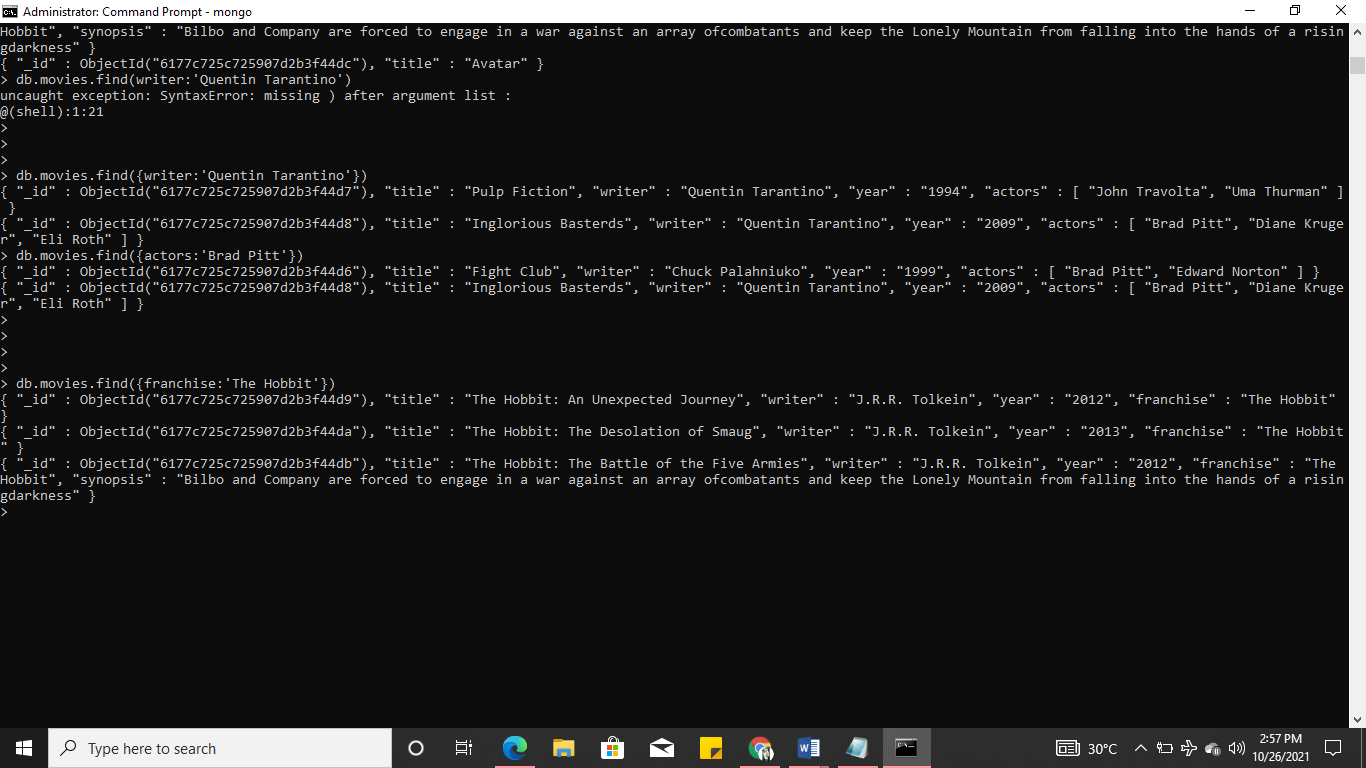 Administrator: Command Prompt - mongo
Hobbit", "synopsis" : "Bilbo and Company are forced to engage in a war against an array ofcombatants and keep the Lonely Mountain from falling into the hands of a risin
gdarkness" }
{ "_id" : ObjectId("6177c725c725907d2b3f44dc"), "title" : "Avatar" }
> db.movies.find(writer:'Quentin Tarantino')
uncaught exception: SyntaxError: missing ) after argument list :
@(shell):1:21
>
>
>
> db.movies.find({writer:'Quentin Tarantino'})
{ "_id" : ObjectId("6177c725c725907d2b3f44d7"), "title" : "Pulp Fiction", "writer" : "Quentin Tarantino", "year" : "1994", "actors" : [ "John Travolta", "Uma Thurman" ]
 }
{ "_id" : ObjectId("6177c725c725907d2b3f44d8"), "title" : "Inglorious Basterds", "writer" : "Quentin Tarantino", "year" : "2009", "actors" : [ "Brad Pitt", "Diane Kruge
r", "Eli Roth" ] }
> db.movies.find({actors:'Brad Pitt'})
{ "_id" : ObjectId("6177c725c725907d2b3f44d6"), "title" : "Fight Club", "writer" : "Chuck Palahniuko", "year" : "1999", "actors" : [ "Brad Pitt", "Edward Norton" ] }
{ "_id" : ObjectId("6177c725c725907d2b3f44d8"), "title" : "Inglorious Basterds", "writer" : "Quentin Tarantino", "year" : "2009", "actors" : [ "Brad Pitt", "Diane Kruge
r", "Eli Roth" ] }
>
>
>
>
> db.movies.find({franchise:'The Hobbit'})
{ "_id" : ObjectId("6177c725c725907d2b3f44d9"), "title" : "The Hobbit: An Unexpected Journey", "writer" : "J.R.R. Tolkein", "year" : "2012", "franchise" : "The Hobbit"
}
{ "_id" : ObjectId("6177c725c725907d2b3f44da"), "title" : "The Hobbit: The Desolation of Smaug", "writer" : "J.R.R. Tolkein", "year" : "2013", "franchise" : "The Hobbit
" }
{ "_id" : ObjectId("6177c725c725907d2b3f44db"), "title" : "The Hobbit: The Battle of the Five Armies", "writer" : "J.R.R. Tolkein", "year" : "2012", "franchise" : "The
Hobbit", "synopsis" : "Bilbo and Company are forced to engage in a war against an array ofcombatants and keep the Lonely Mountain from falling into the hands of a risin
gdarkness" }
>
Type here to search
30°C
2:57 PM
10/26/2021